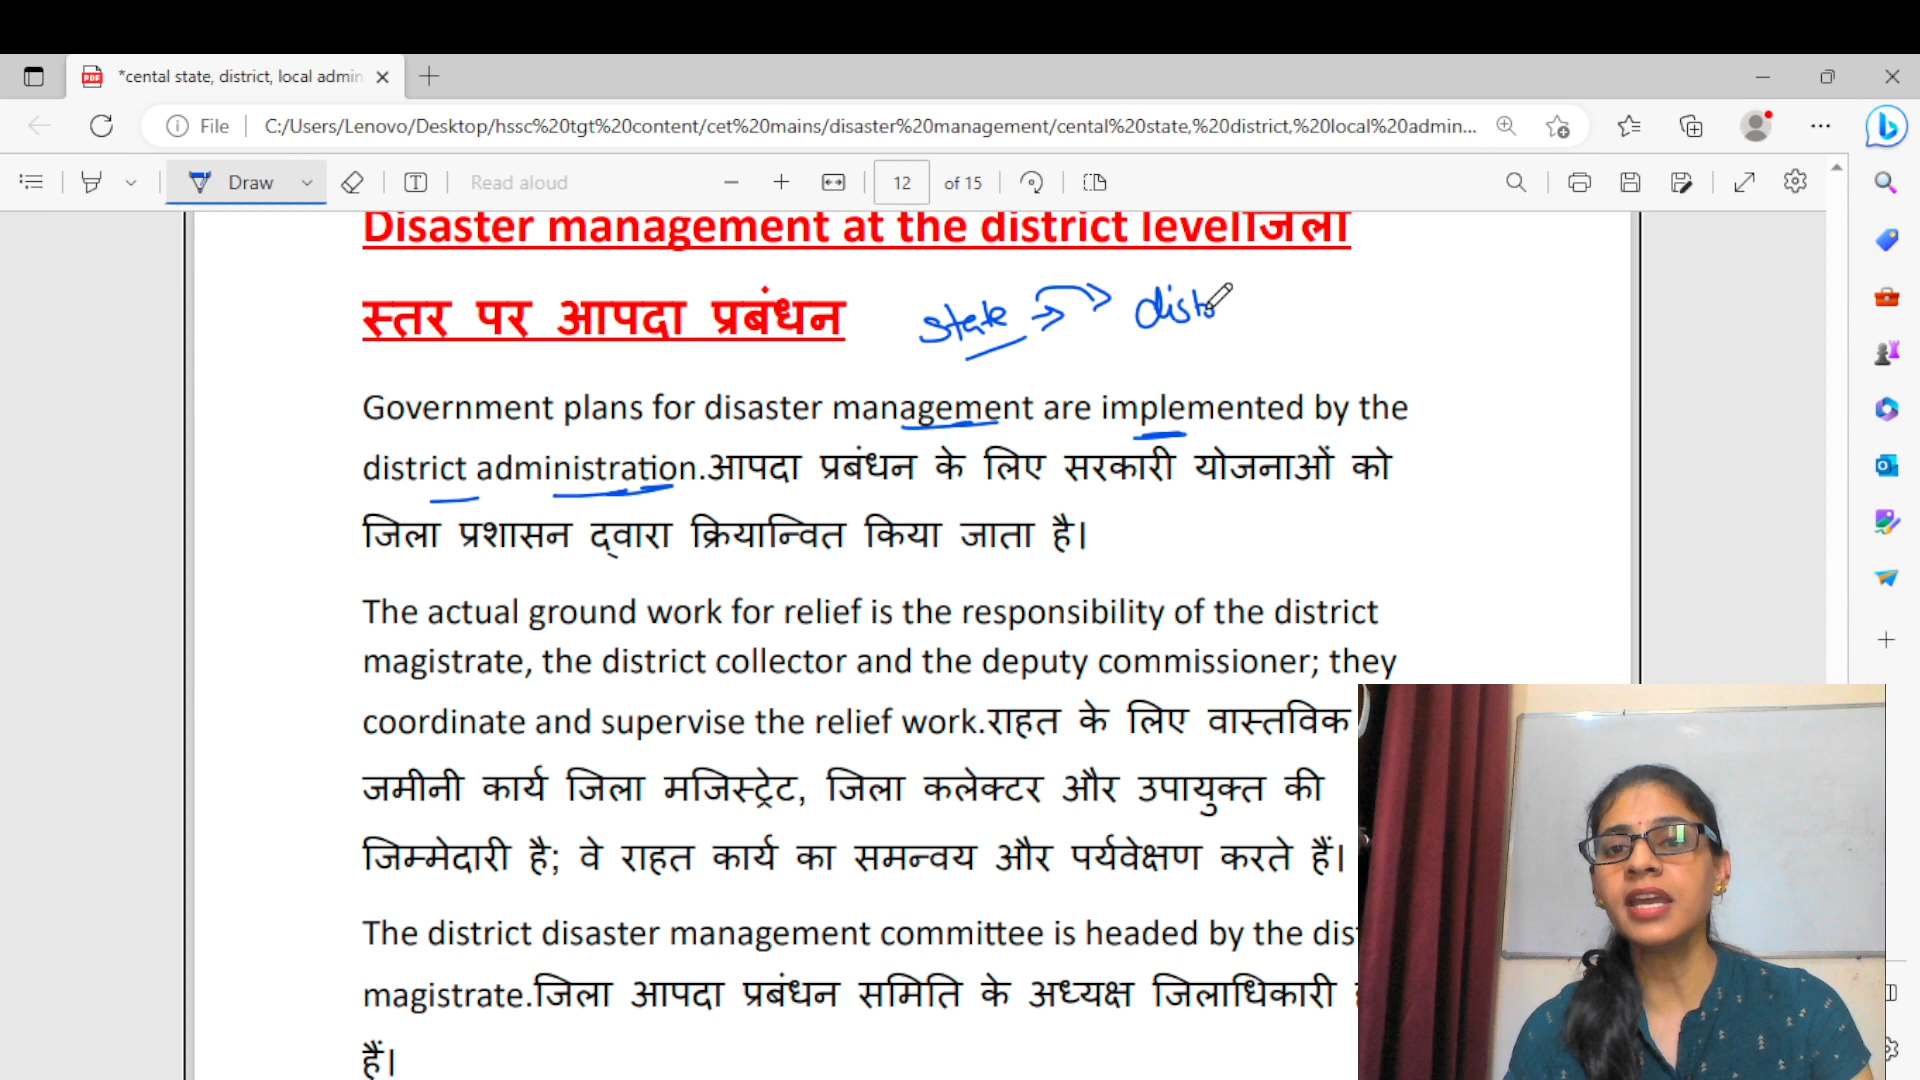 *cental state, district, local admin
File
C:/Users/Lenovo/Desktop/hssc%20tgt%20content/cet%20mains/disaster%20management/cental%20state,%20district,%20local%20admin...
Draw
Read aloud
12
of 15
Disaster management at the district levelजिला
स्तर पर आपदा प्रबंधन
state → dist
Government plans for disaster management are implemented by the
district administration.आपदा प्रबंधन के लिए सरकारी योजनाओं को
जिला प्रशासन द्वारा क्रियान्वित किया जाता है।
The actual ground work for relief is the responsibility of the district
magistrate, the district collector and the deputy commissioner; they
coordinate and supervise the relief work.राहत के लिए वास्तविक
जमीनी कार्य जिला मजिस्ट्रेट, जिला कलेक्टर और उपायुक्त की
जिम्मेदारी है; वे राहत कार्य का समन्वय और पर्यवेक्षण करते हैं।
The district disaster management committee is headed by the dis
magistrate.जिला आपदा प्रबंधन समिति के अध्यक्ष जिलाधिकारी
हैं।